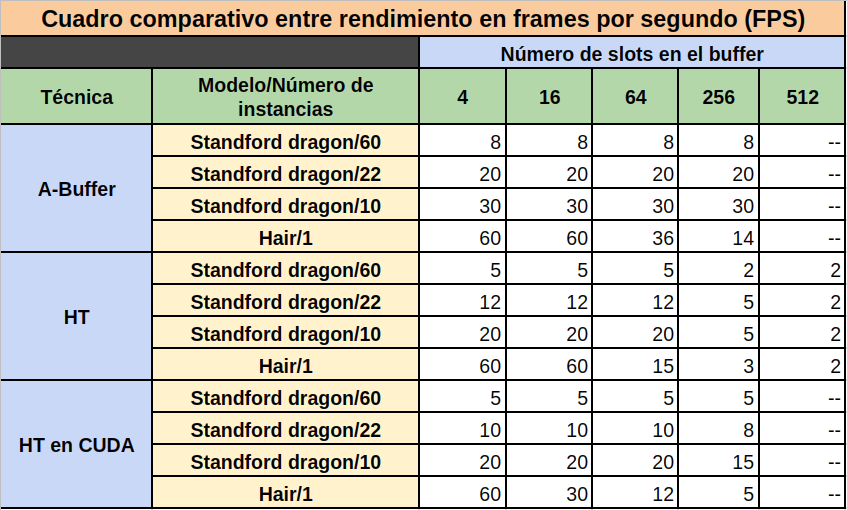 Cuadro comparativo entre rendimiento en frames por segundo (FPS)
Número de slots en el buffer
Técnica Modelo/Número de instancias 4 16 64 256 512
A-Buffer
Standford dragon/60 8 8 8 8 --
Standford dragon/22 20 20 20 20 --
Standford dragon/10 30 30 30 30 --
Hair/1 60 60 36 14 --
HT
Standford dragon/60 5 5 5 2 2
Standford dragon/22 12 12 12 5 2
Standford dragon/10 20 20 20 5 2
Hair/1 60 60 15 3 2
HT en CUDA
Standford dragon/60 5 5 5 5 --
Standford dragon/22 10 10 10 8 --
Standford dragon/10 20 20 20 15 --
Hair/1 60 30 12 5 --